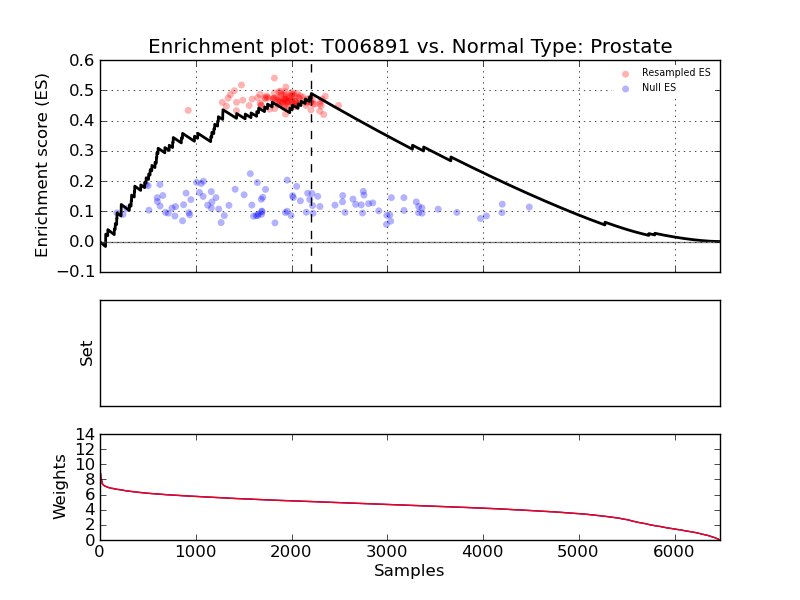 Enrichment plot: T006891 vs. Normal Type: Prostate
0.6
0.5
0.4
0.3
0.2
0.1
0.0
−0.1
Enrichment score (ES)
Resampled ES
Null ES
Set
14
12
10
8
6
4
2
0
Weights
0 1000 2000 3000 4000 5000 6000
Samples